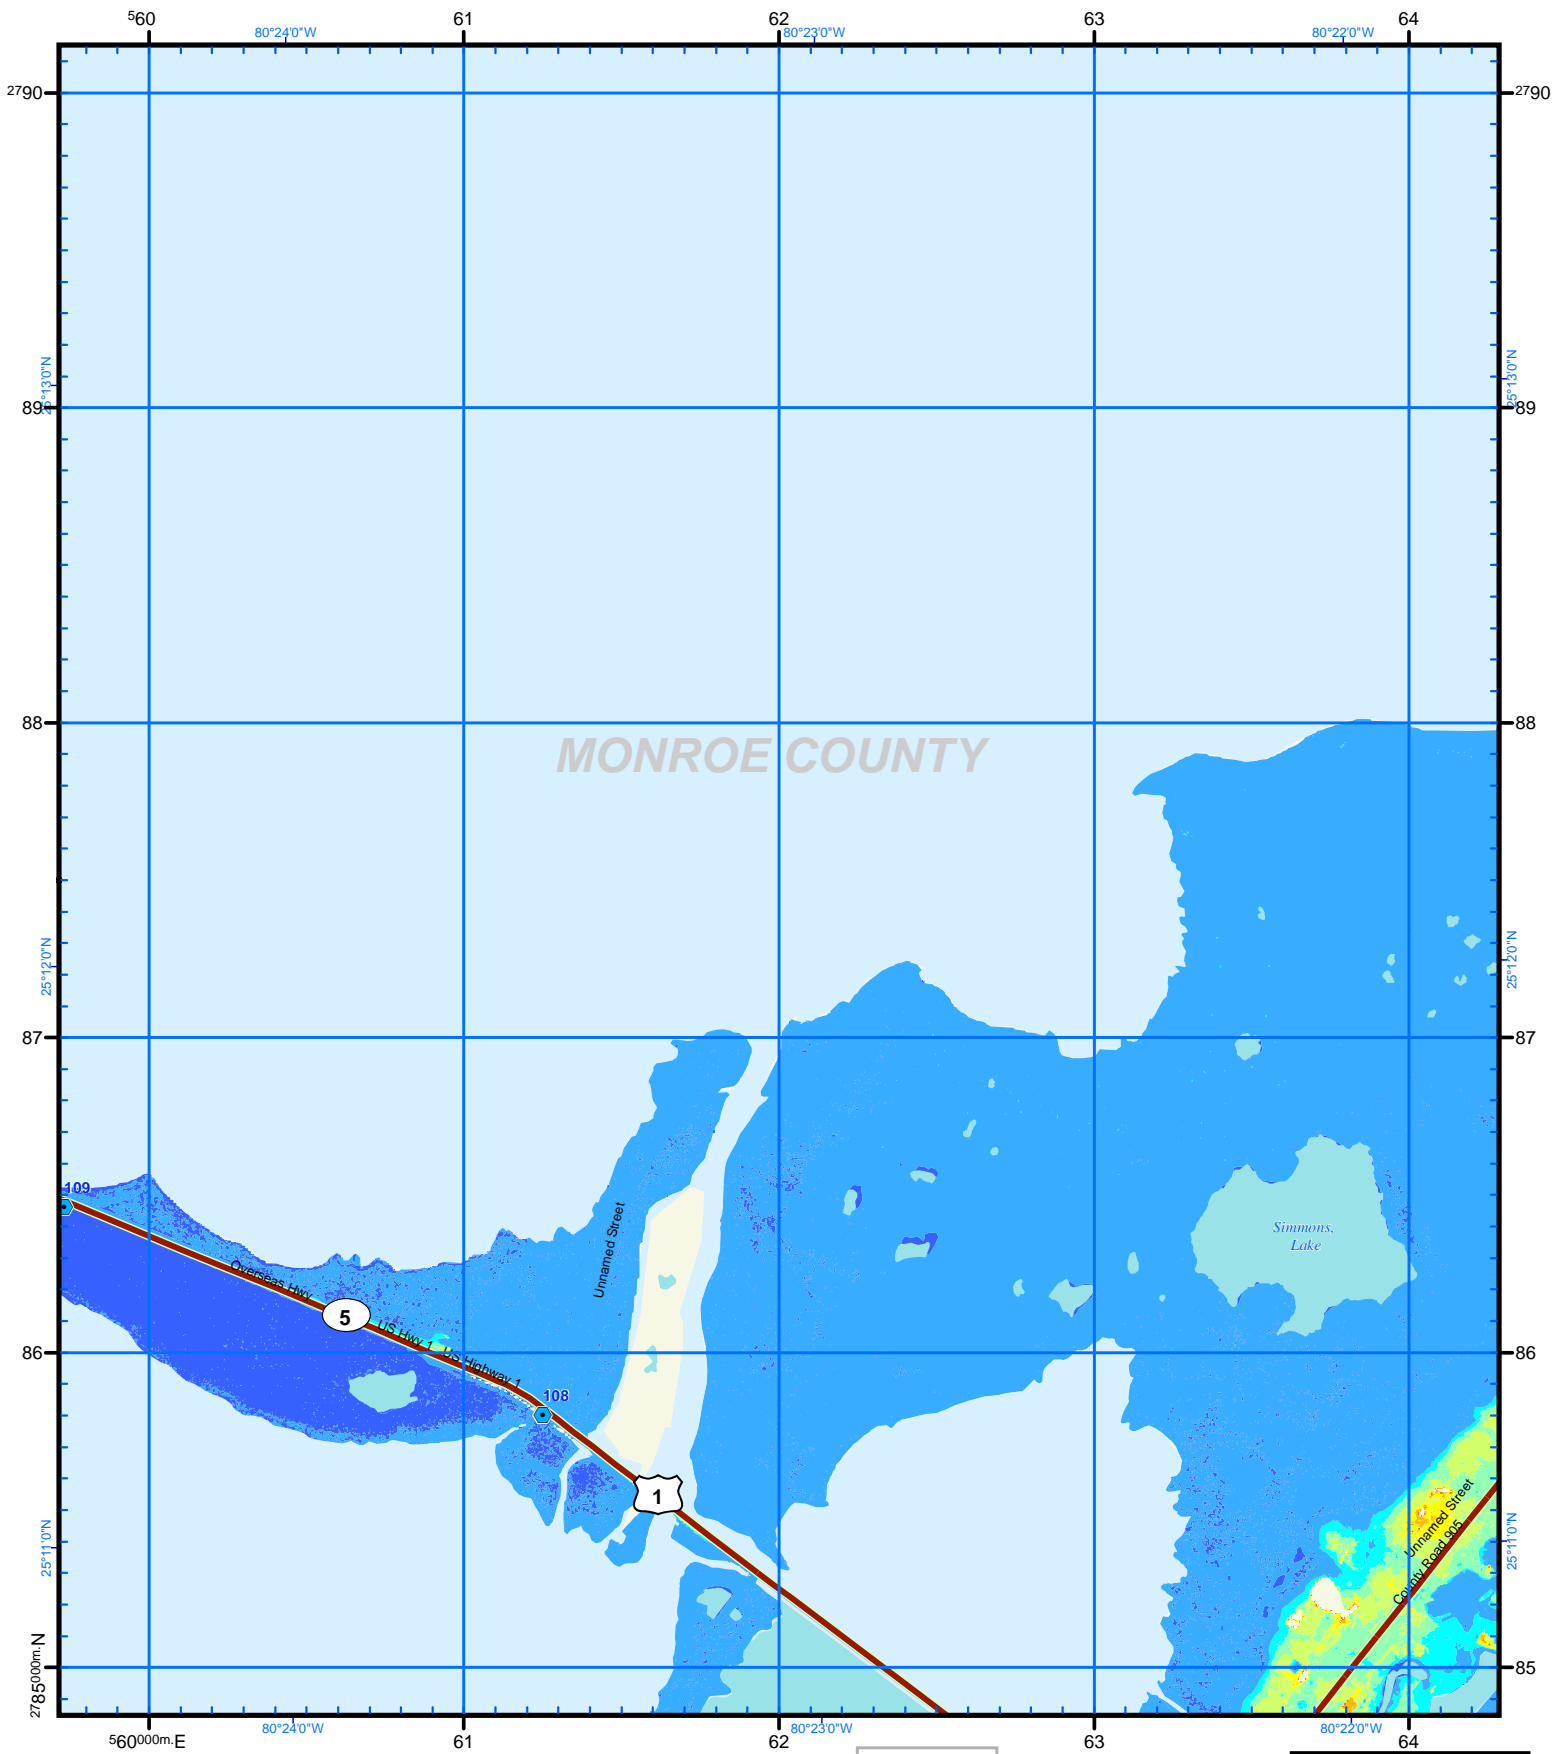 560 61 62 63 64
80°24'0"W 80°23'0"W 80°22'0"W
2790 2790
25°13'0"N 25°13'0"N
89 89
88 88
MONROE COUNTY
25°12'0"N 25°12'0"N
87 87
109
Unnamed Street
Simmons,
Lake
Overseas Hwy
5
US Hwy 1
US Highway 1
86 86
108
1
Unnamed Street
County Road 905
25°11'0"N 25°11'0"N
2785000m.N 85
80°24'0"W 80°23'0"W 80°22'0"W
560000m.E 61 62 63 64